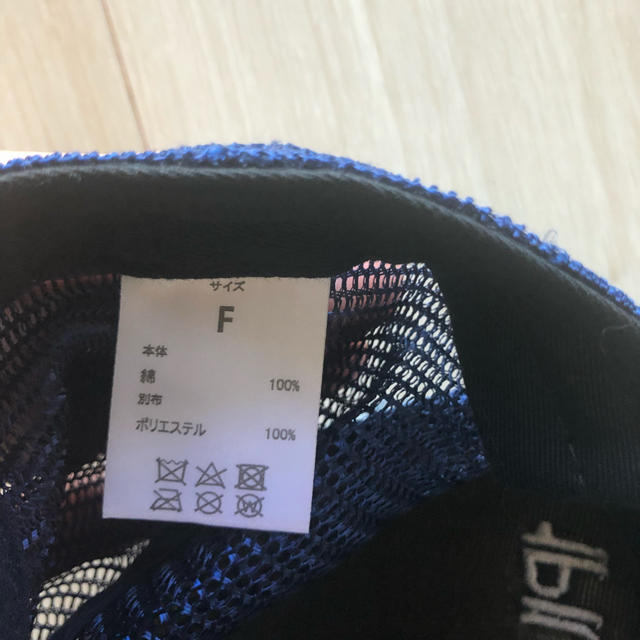 サイズ
F
本体
綿 100%
別布
ポリエステル 100%